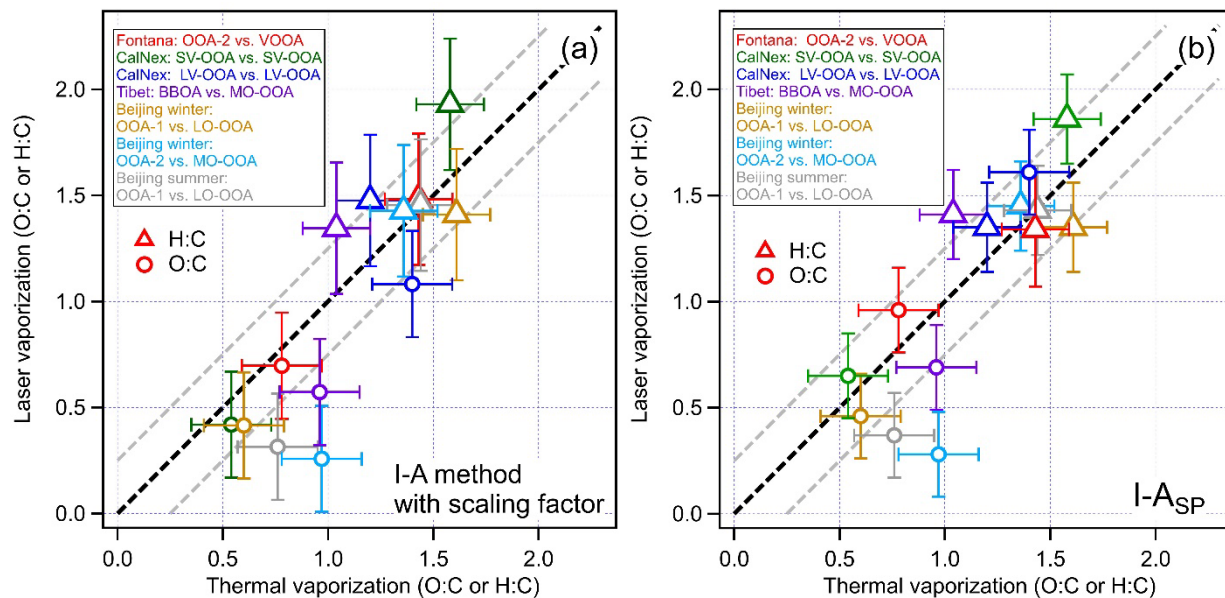 (a)
Fontana: OOA-2 vs. VOOA
CalNex: SV-OOA vs. SV-OOA
CalNex: LV-OOA vs. LV-OOA
Tibet: BBOA vs. MO-OOA
Beijing winter:
OOA-1 vs. LO-OOA
Beijing winter:
OOA-2 vs. MO-OOA
Beijing summer:
OOA-1 vs. LO-OOA
H:C
O:C
I-A method
with scaling factor
Laser vaporization (O:C or H:C)
2.0
1.5
1.0
0.5
0.0
0.0 0.5 1.0 1.5 2.0
Thermal vaporization (O:C or H:C)
(b)
Fontana: OOA-2 vs. VOOA
CalNex: SV-OOA vs. SV-OOA
CalNex: LV-OOA vs. LV-OOA
Tibet: BBOA vs. MO-OOA
Beijing winter:
OOA-1 vs. LO-OOA
Beijing winter:
OOA-2 vs. MO-OOA
Beijing summer:
OOA-1 vs. LO-OOA
H:C
O:C
I-ASP
Laser vaporization (O:C or H:C)
2.0
1.5
1.0
0.5
0.0
0.0 0.5 1.0 1.5 2.0
Thermal vaporization (O:C or H:C)